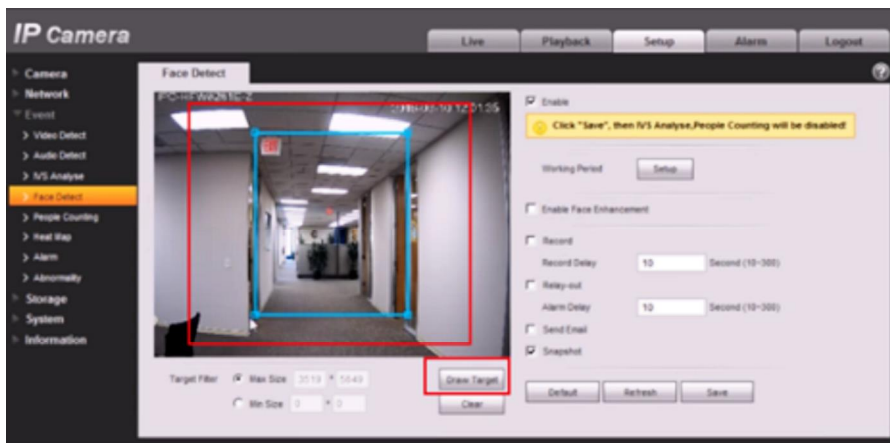 IP Camera
Live
Playback
Setup
Alarm
Logout
Camera
Network
Event
Video Detect
Audio Detect
IVS Analyse
Face Detect
People Counting
Heat Map
Alarm
Abnormality
Storage
System
Information
Face Detect
EXIT
Target Filter
Max Size 3519 * 5849
Min Size 0 * 0
Draw Target
Clear
Enable
Click "Save", then IVS Analyse,People Counting will be disabled!
Working Period
Setup
Enable Face Enhancement
Record
Record Delay 10 Second (10~300)
Relay-out
Alarm Delay 10 Second (10~300)
Send Email
Snapshot
Default
Refresh
Save